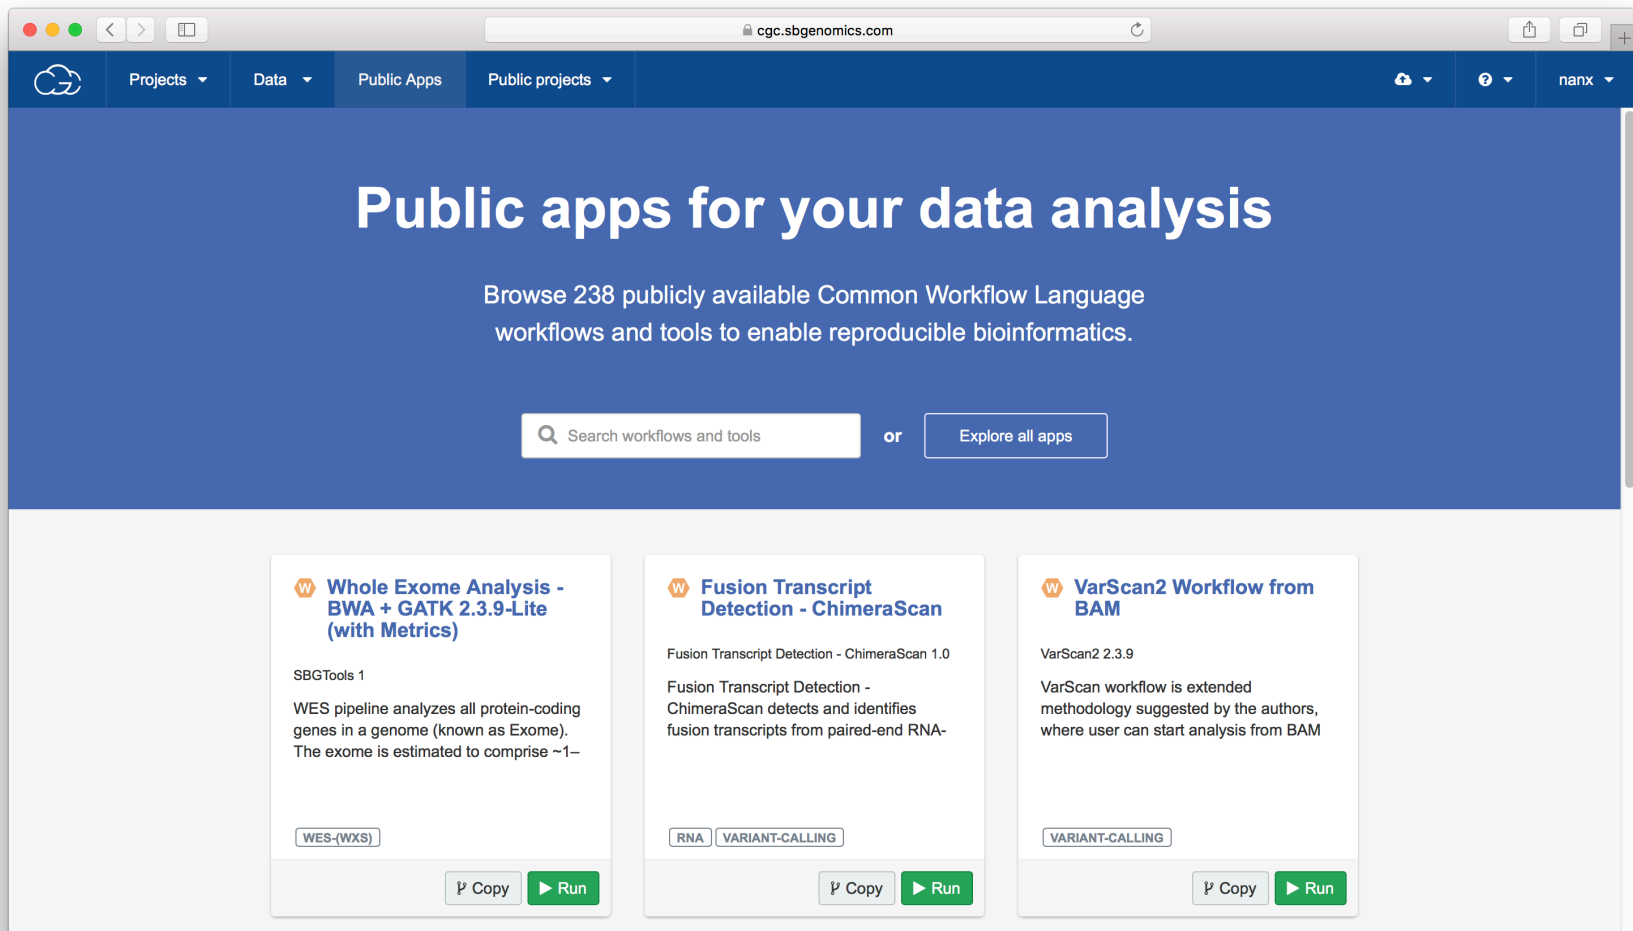 cgc.sbgenomics.com
Projects Data Public Apps Public projects nanx
Public apps for your data analysis
Browse 238 publicly available Common Workflow Language
workflows and tools to enable reproducible bioinformatics.
Search workflows and tools or Explore all apps
W Whole Exome Analysis -
BWA + GATK 2.3.9-Lite
(with Metrics)
SBGTools 1
WES pipeline analyzes all protein-coding
genes in a genome (known as Exome).
The exome is estimated to comprise ~1–
WES-(WXS)
Copy Run
W Fusion Transcript
Detection - ChimeraScan
Fusion Transcript Detection - ChimeraScan 1.0
Fusion Transcript Detection -
ChimeraScan detects and identifies
fusion transcripts from paired-end RNA-
RNA VARIANT-CALLING
Copy Run
W VarScan2 Workflow from
BAM
VarScan2 2.3.9
VarScan workflow is extended
methodology suggested by the authors,
where user can start analysis from BAM
VARIANT-CALLING
Copy Run